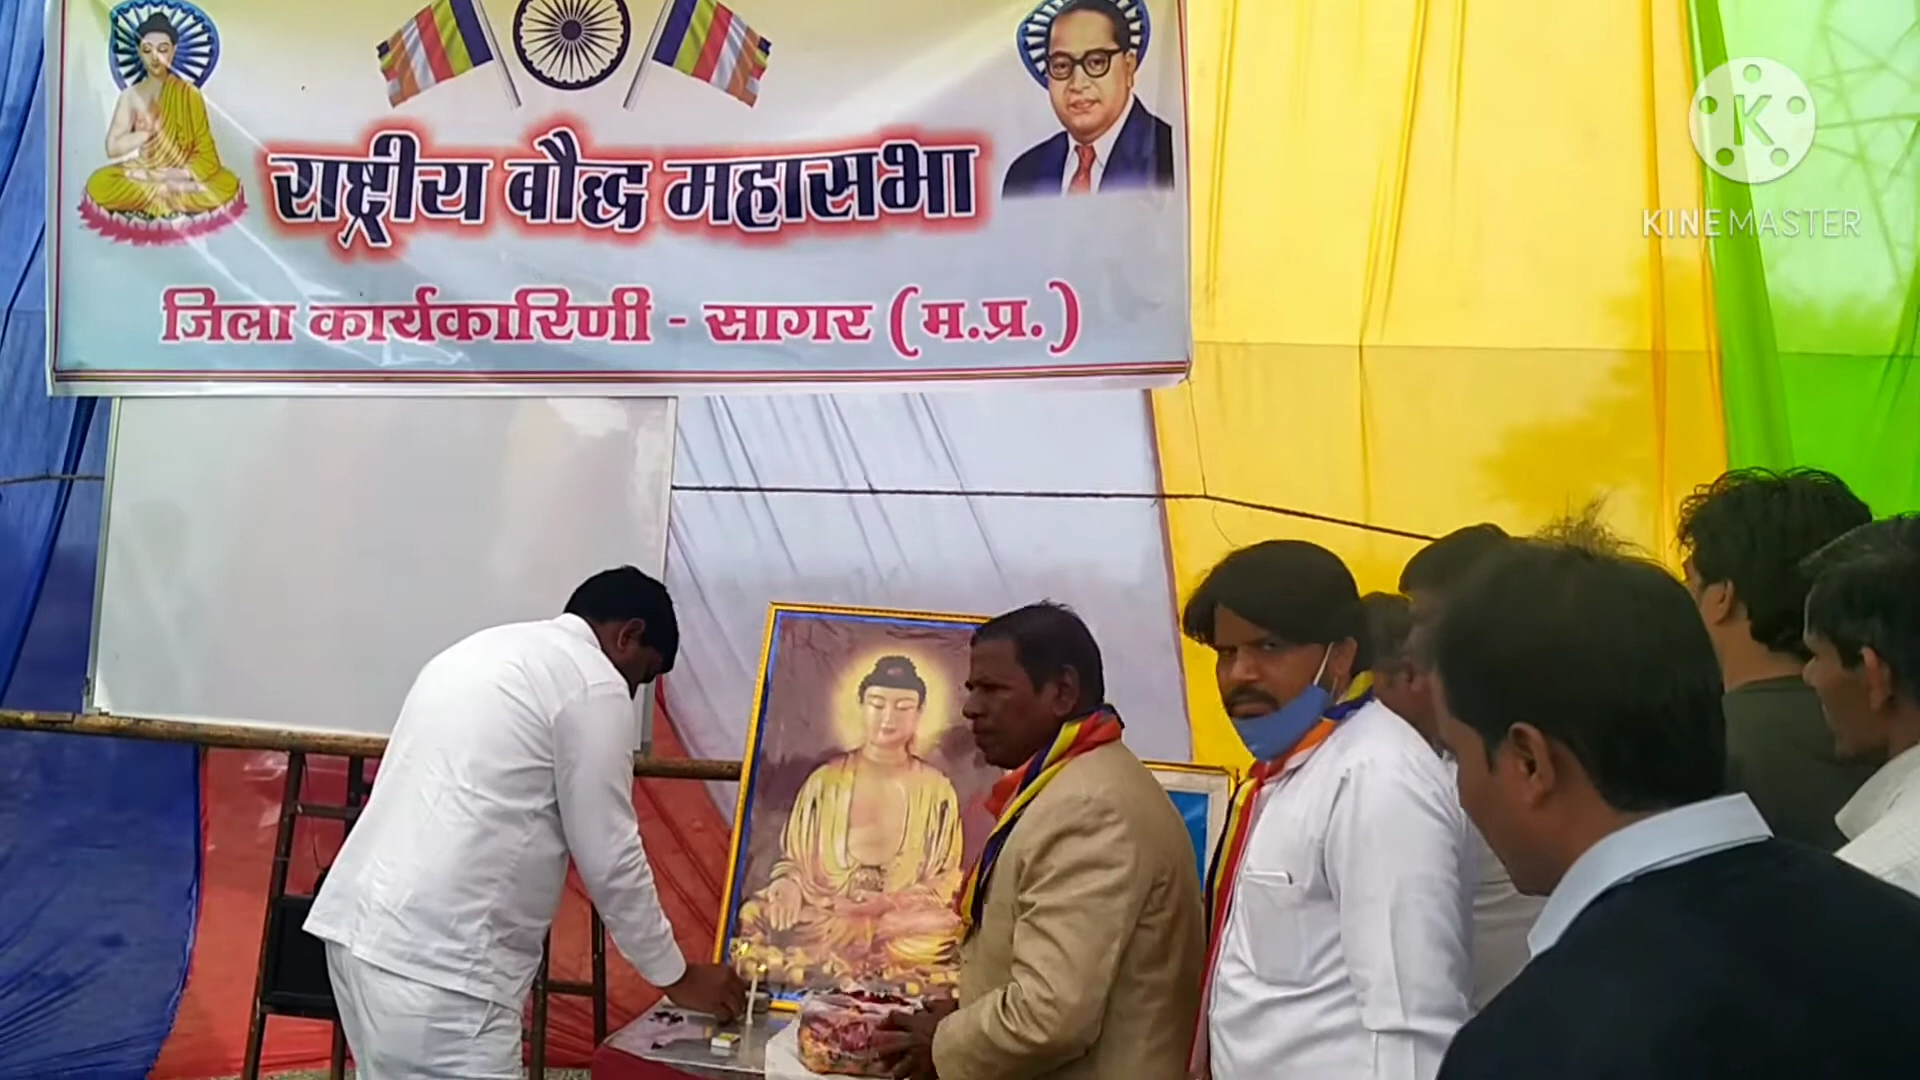 राष्ट्रीय बौद्ध महासभा
जिला कार्यकारिणी - सागर (म.प्र.)
K
KINEMASTER